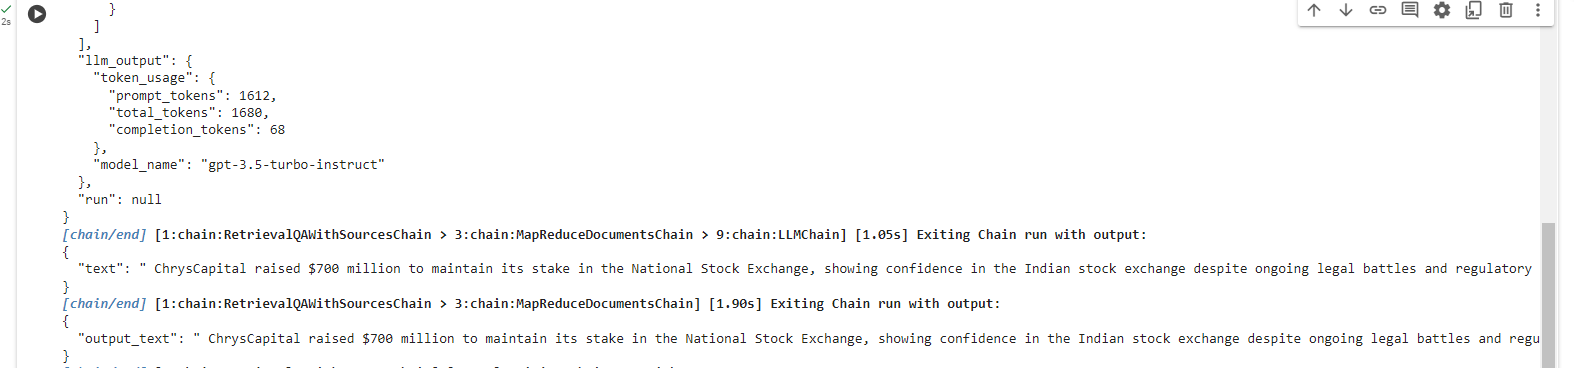 2s
}
]
],
"llm_output": {
"token_usage": {
"prompt_tokens": 1612,
"total_tokens": 1680,
"completion_tokens": 68
},
"model_name": "gpt-3.5-turbo-instruct"
},
"run": null
}
[chain/end] [1:chain:RetrievalQAWithSourcesChain > 3:chain:MapReduceDocumentsChain > 9:chain:LLMChain] [1.05s] Exiting Chain run with output:
{
"text": " ChrysCapital raised $700 million to maintain its stake in the National Stock Exchange, showing confidence in the Indian stock exchange despite ongoing legal battles and regulatory
}
[chain/end] [1:chain:RetrievalQAWithSourcesChain > 3:chain:MapReduceDocumentsChain] [1.90s] Exiting Chain run with output:
{
"output_text": " ChrysCapital raised $700 million to maintain its stake in the National Stock Exchange, showing confidence in the Indian stock exchange despite ongoing legal battles and regu
}